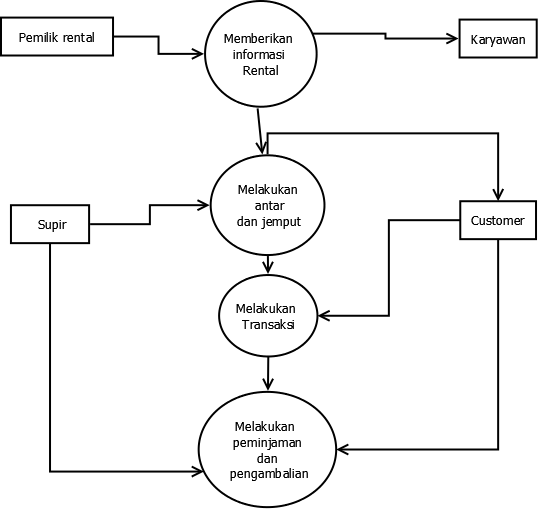 Pemilik rental
Memberikan
informasi
Rental
Karyawan
Melakukan
antar
dan jemput
Supir
Customer
Melakukan
Transaksi
Melakukan
peminjaman
dan
pengambalian